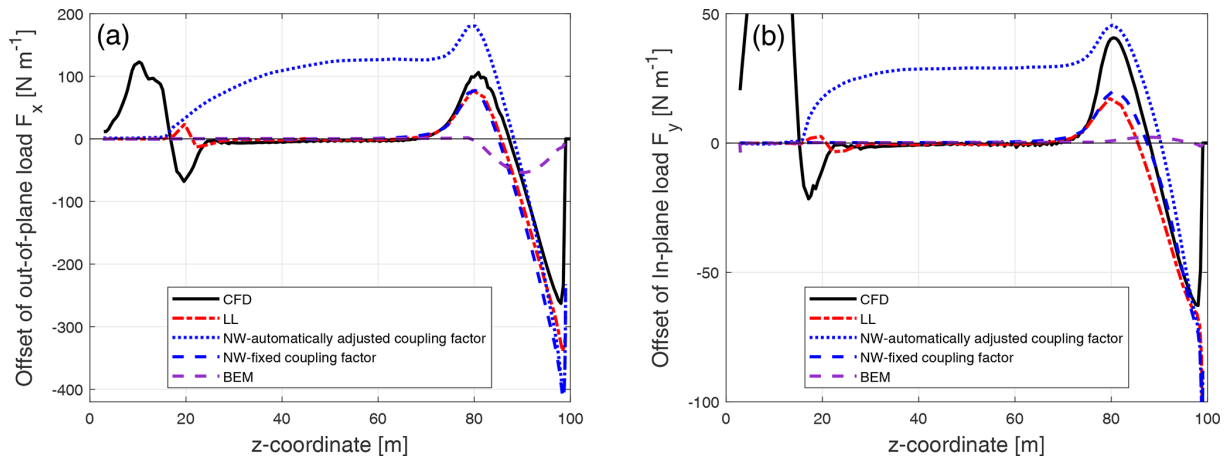 (a)
Offset of out-of-plane load F_x [N m^-1]
200
100
0
-100
-200
-300
-400
0 20 40 60 80 100
z-coordinate [m]
CFD
LL
NW-automatically adjusted coupling factor
NW-fixed coupling factor
BEM
(b)
Offset of In-plane load F_y [N m^-1]
50
0
-50
-100
0 20 40 60 80 100
z-coordinate [m]
CFD
LL
NW-automatically adjusted coupling factor
NW-fixed coupling factor
BEM